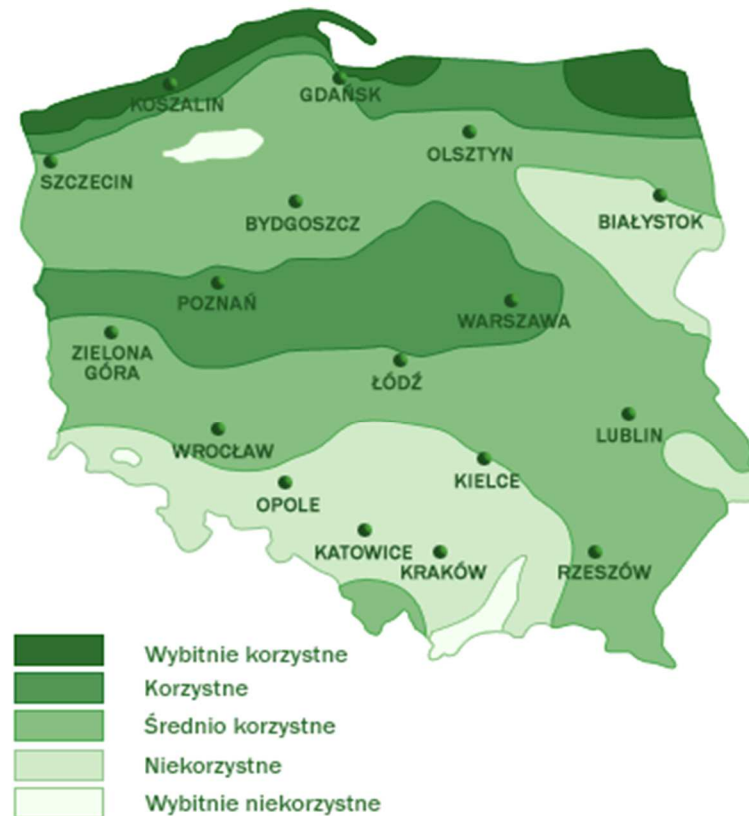 KOSZALIN
GDAŃSK
OLSZTYN
SZCZECIN
BYDGOSZCZ
BIAŁYSTOK
POZNAŃ
WARSZAWA
ZIELONA
GÓRA
ŁÓDŹ
LUBLIN
WROCŁAW
KIELCE
OPOLE
KATOWICE
KRAKÓW
RZESZÓW
Wybitnie korzystne
Korzystne
Średnio korzystne
Niekorzystne
Wybitnie niekorzystne